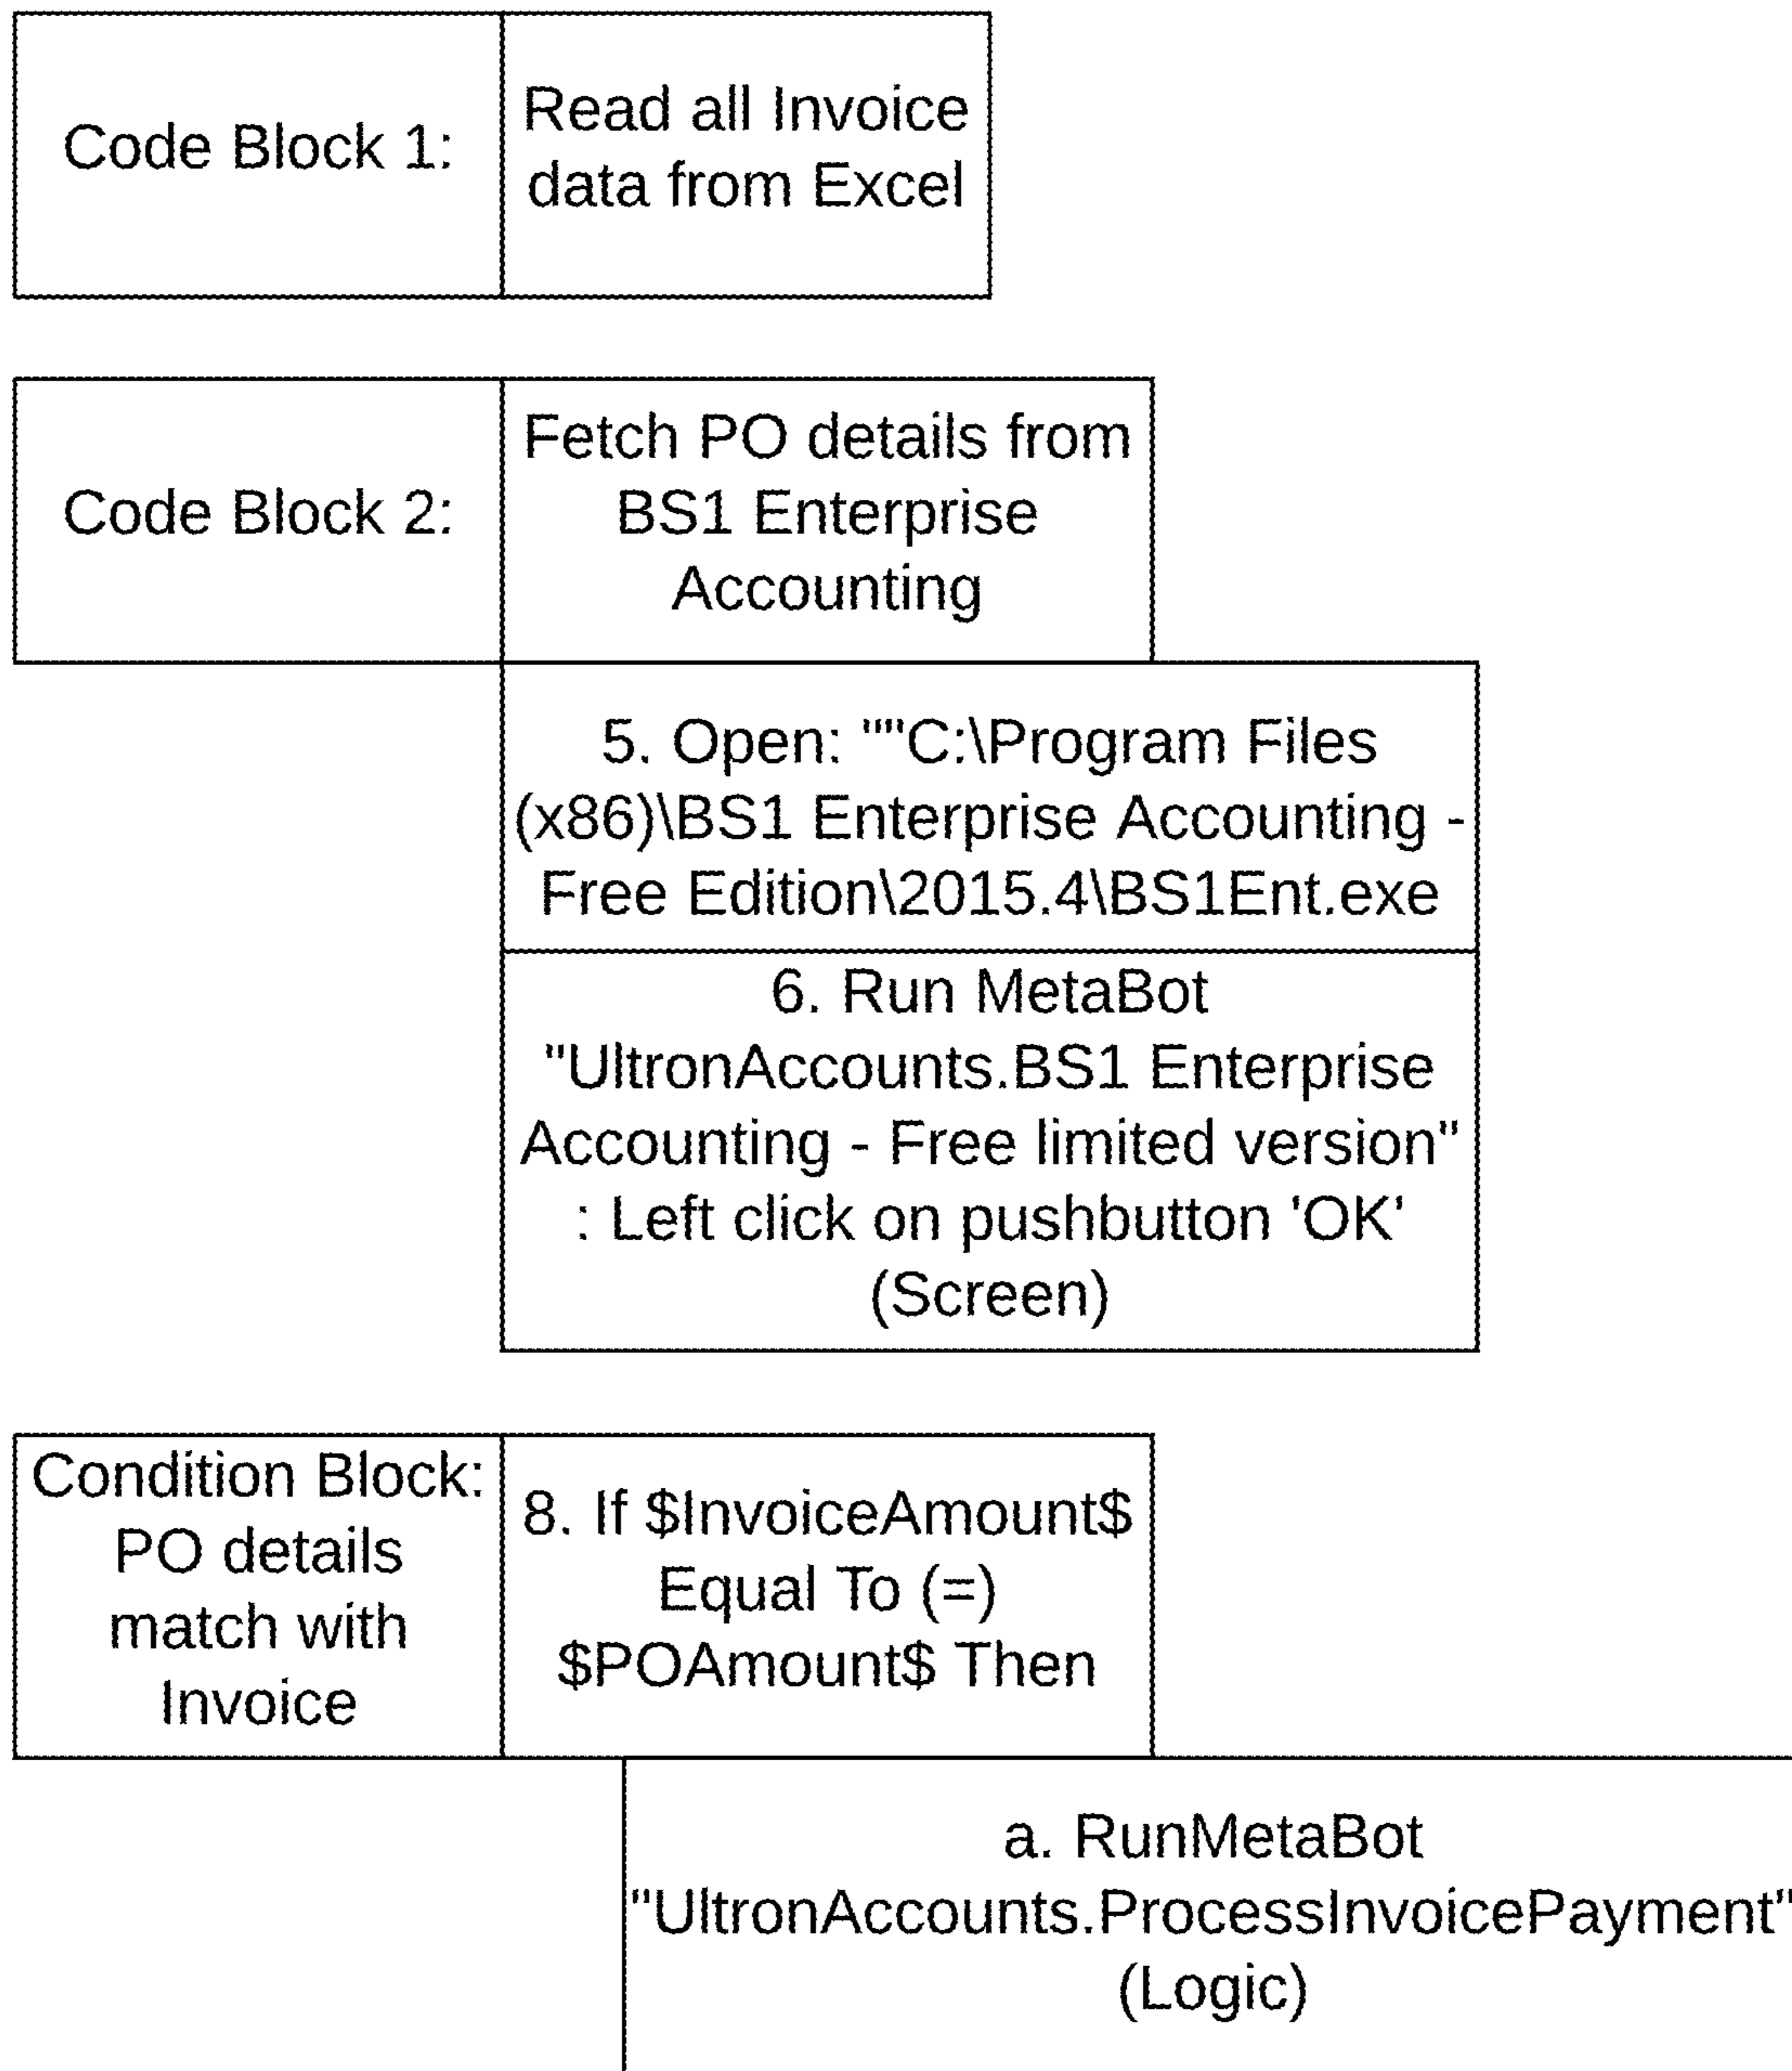 Code Block 1:
Read all Invoice
data from Excel
Code Block 2:
Fetch PO details from
BS1 Enterprise
Accounting
5. Open: ""C:\Program Files
(x86)\BS1 Enterprise Accounting -
Free Edition\2015.4\BS1Ent.exe
6. Run MetaBot
"UltronAccounts.BS1 Enterprise
Accounting - Free limited version"
: Left click on pushbutton 'OK'
(Screen)
Condition Block:
PO details
match with
Invoice
8. If $InvoiceAmount$
Equal To (=)
$POAmount$ Then
a. RunMetaBot
"UltronAccounts.ProcessInvoicePayment"
(Logic)